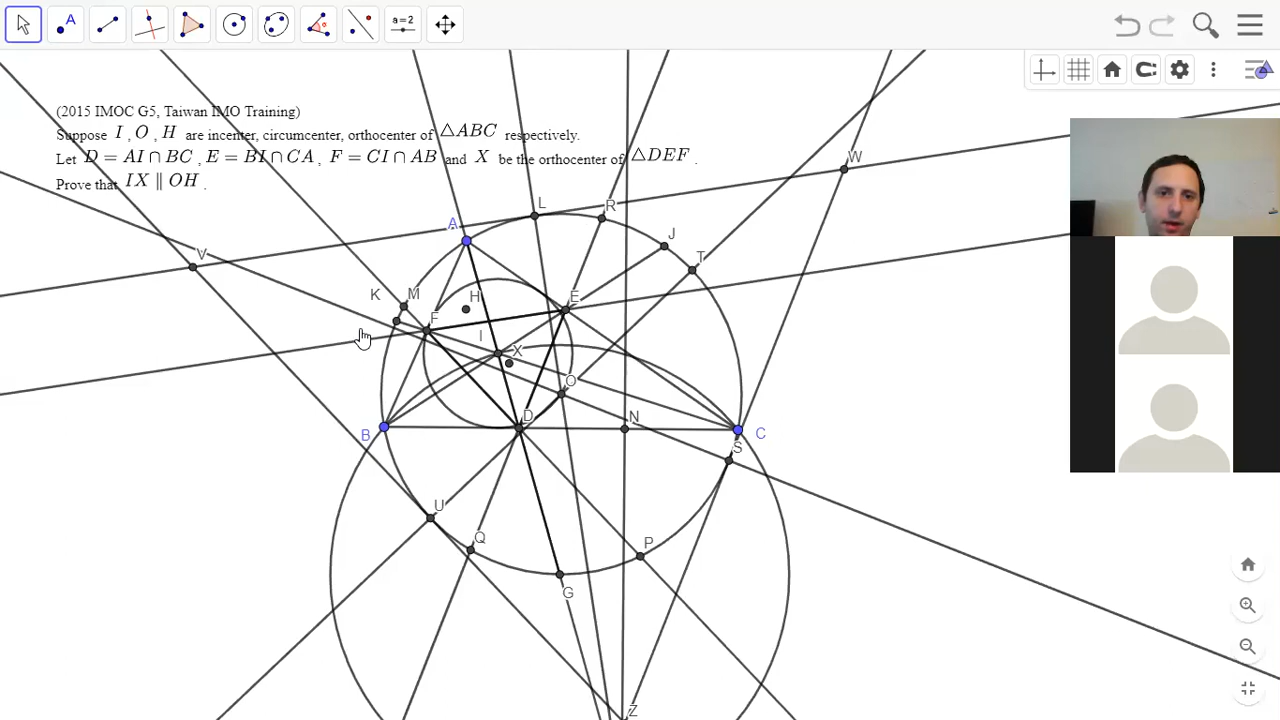 A
a=2
(2015 IMOC G5, Taiwan IMO Training)
Suppose I , O , H are incenter, circumcenter, orthocenter of △ABC respectively.
Let D = AI ∩ BC , E = BI ∩ CA , F = CI ∩ AB and X be the orthocenter of △DEF .
Prove that IX ∥ OH .
W
L
R
A
J
V
T
K
M
H
E
F
I
X
O
D
N
B
C
S
U
Q
P
G
Z